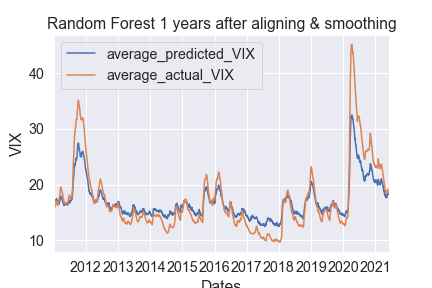 Random Forest 1 years after aligning & smoothing
average_predicted_VIX
average_actual_VIX
VIX
40
30
20
10
2012 2013 2014 2015 2016 2017 2018 2019 2020 2021
Dates